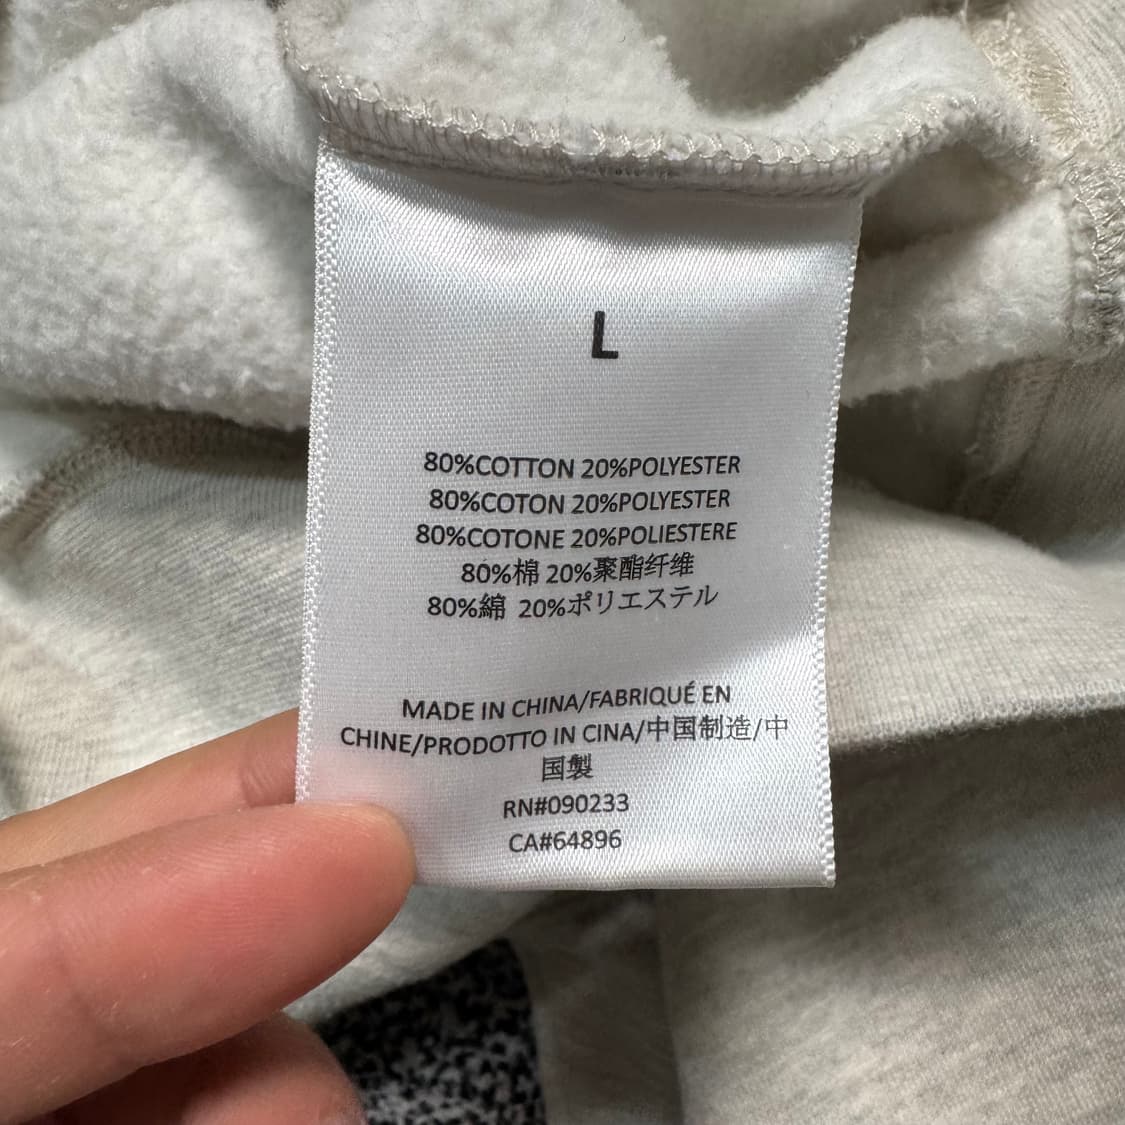 L
80%COTTON 20%POLYESTER
80%COTON 20%POLYESTER
80%COTONE 20%POLIESTERE
80%棉 20%聚酯纤维
80%綿 20%ポリエステル
MADE IN CHINA/FABRIQUÉ EN
CHINE/PRODOTTO IN CINA/中国制造/中
国製
RN#090233
CA#64896